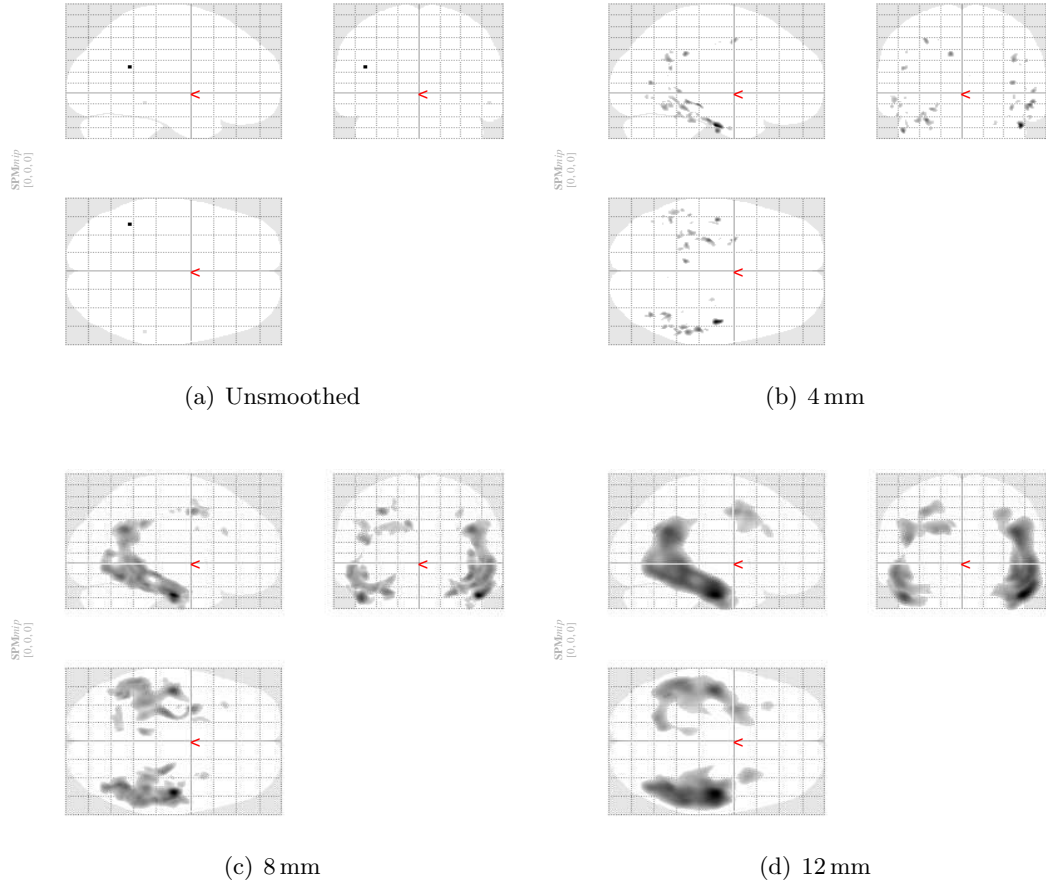 SPMmip
[0, 0, 0]
<
<
<
SPMmip
[0, 0, 0]
<
<
<
(a) Unsmoothed
(b) 4 mm
SPMmip
[0, 0, 0]
<
<
<
SPMmip
[0, 0, 0]
<
<
<
(c) 8 mm
(d) 12 mm